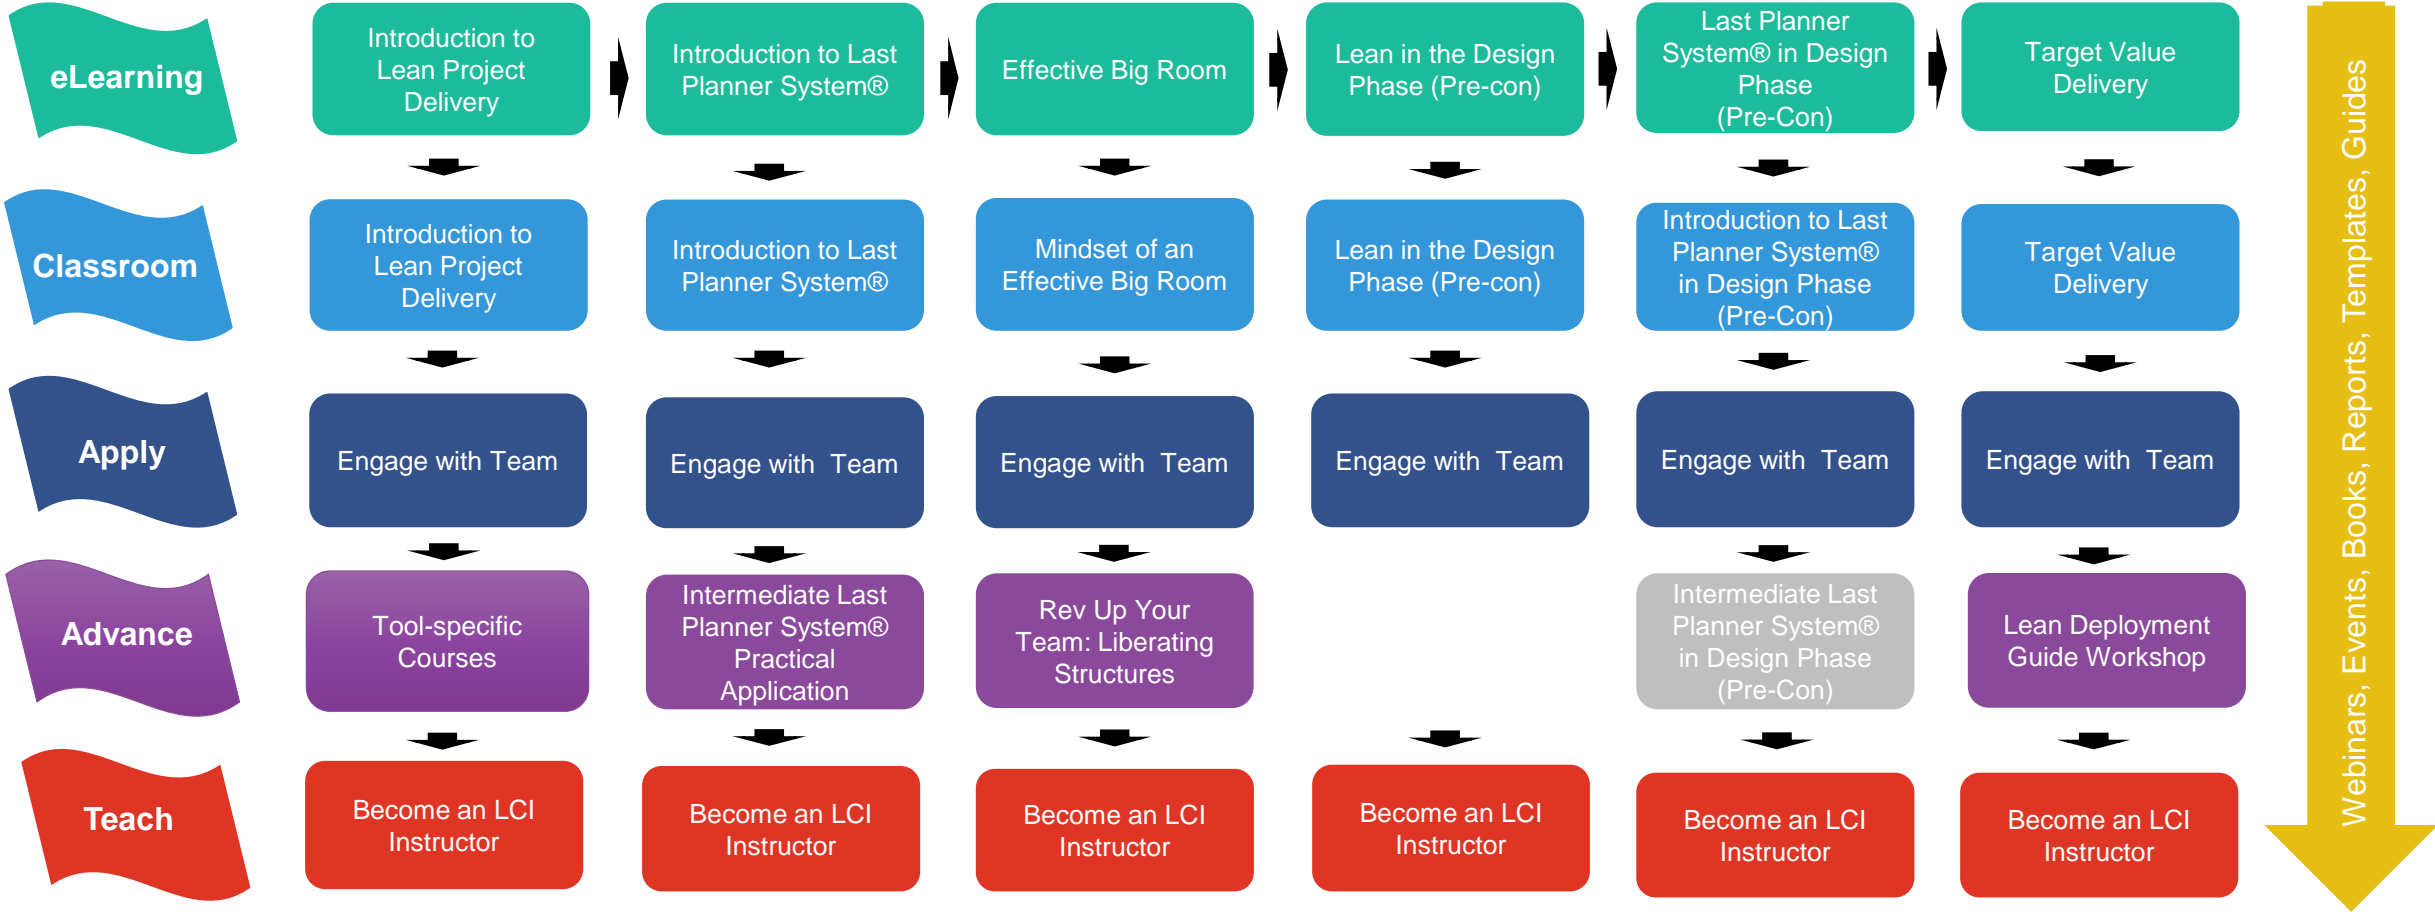 eLearning
Introduction to
Lean Project
Delivery
Introduction to Last
Planner System®
Effective Big Room
Lean in the Design
Phase (Pre-con)
Last Planner
System® in Design
Phase
(Pre-Con)
Target Value
Delivery
Classroom
Introduction to
Lean Project
Delivery
Introduction to Last
Planner System®
Mindset of an
Effective Big Room
Lean in the Design
Phase (Pre-con)
Introduction to Last
Planner System®
in Design Phase
(Pre-Con)
Target Value
Delivery
Apply
Engage with Team
Engage with  Team
Engage with  Team
Engage with  Team
Engage with  Team
Engage with  Team
Advance
Tool-specific
Courses
Intermediate Last
Planner System®
Practical
Application
Rev Up Your
Team: Liberating
Structures
Intermediate Last
Planner System®
in Design Phase
(Pre-Con)
Lean Deployment
Guide Workshop
Teach
Become an LCI
Instructor
Become an LCI
Instructor
Become an LCI
Instructor
Become an LCI
Instructor
Become an LCI
Instructor
Become an LCI
Instructor
Webinars, Events, Books, Reports, Templates, Guides